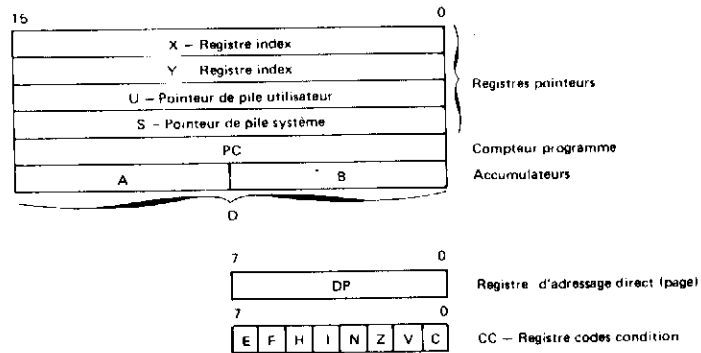 15 0
X – Registre index
Y Registre index
U – Pointeur de pile utilisateur
S – Pointeur de pile système
Registres pointeurs
PC Compteur programme
A B Accumulateurs
D
7 0
DP Registre d'adressage direct (page)
7 0
E F H I N Z V C CC – Registre codes condition